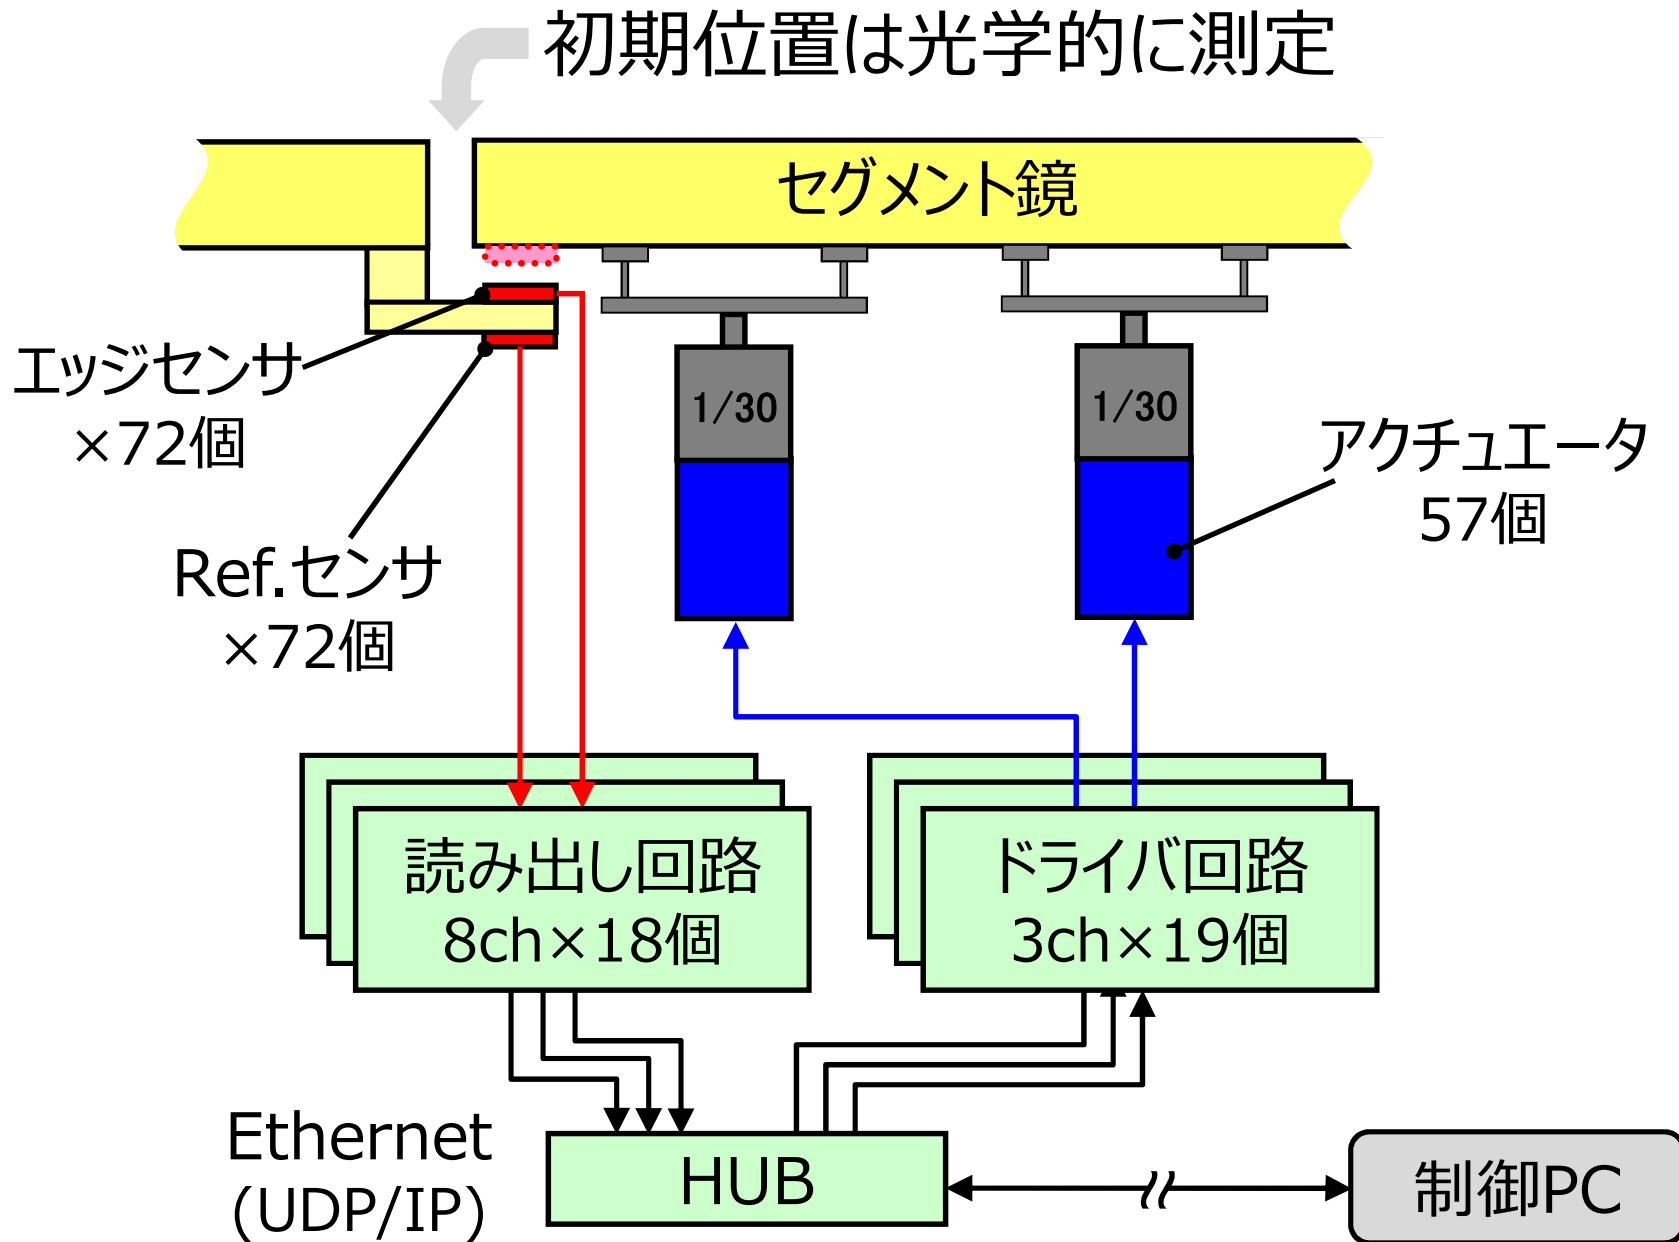 初期位置は光学的に測定
セグメント鏡
エッジセンサ
×72個
1/30
1/30
アクチュエータ
57個
Ref.センサ
×72個
読み出し回路
8ch×18個
ドライバ回路
3ch×19個
Ethernet
(UDP/IP)
HUB
制御PC